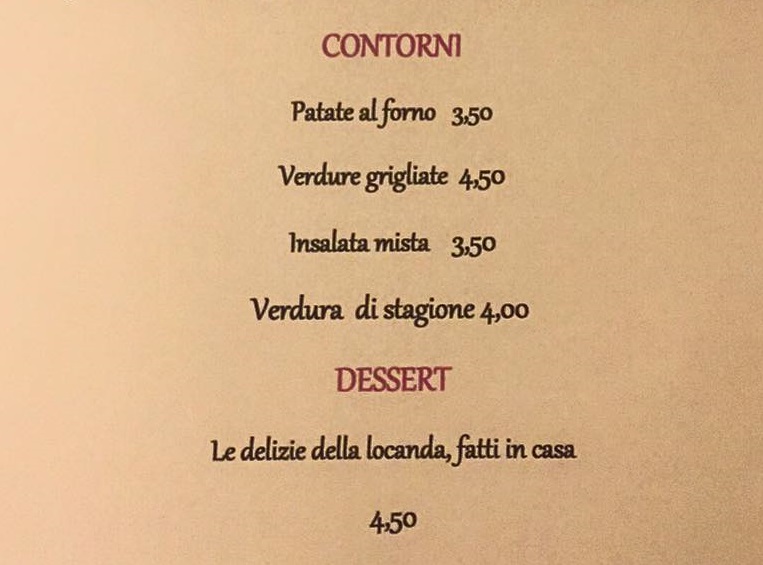 CONTORNI
Patate al forno 3,50
Verdure grigliate 4,50
Insalata mista 3,50
Verdura di stagione 4,00
DESSERT
Le delizie della locanda, fatti in casa
4,50